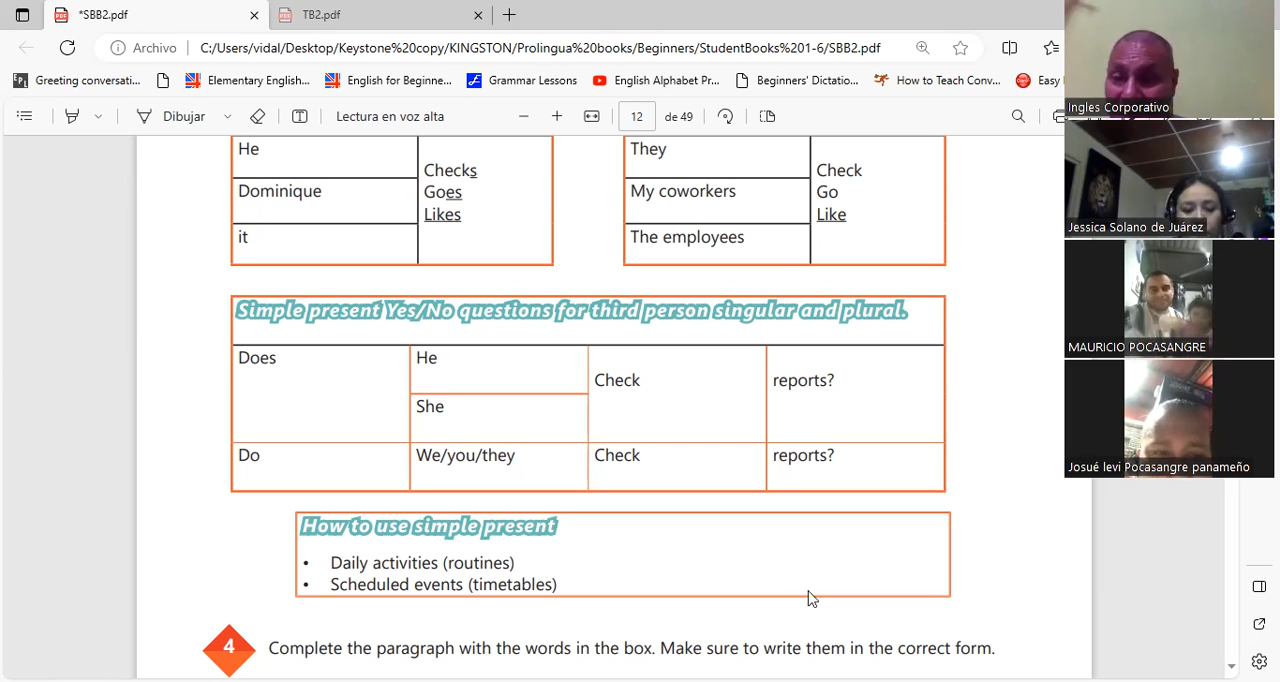 *SBB2.pdf
TB2.pdf
Archivo
C:/Users/vidal/Desktop/Keystone%20copy/KINGSTON/Prolingua%20books/Beginners/StudentBooks%201-6/SBB2.pdf
Greeting conversati...
Elementary English...
English for Beginne...
Grammar Lessons
English Alphabet Pr...
Beginners' Dictatio...
How to Teach Conv...
Easy
Dibujar
Lectura en voz alta
12
de 49
He
Dominique
it
Checks
Goes
Likes
They
My coworkers
The employees
Check
Go
Like
Simple present Yes/No questions for third person singular and plural.
Does
He
She
Check
reports?
Do
We/you/they
Check
reports?
How to use simple present
• Daily activities (routines)
• Scheduled events (timetables)
4
Complete the paragraph with the words in the box. Make sure to write them in the correct form.
Ingles Corporativo
Jessica Solano de Juárez
MAURICIO POCASANGRE
Josué levi Pocasangre panameño